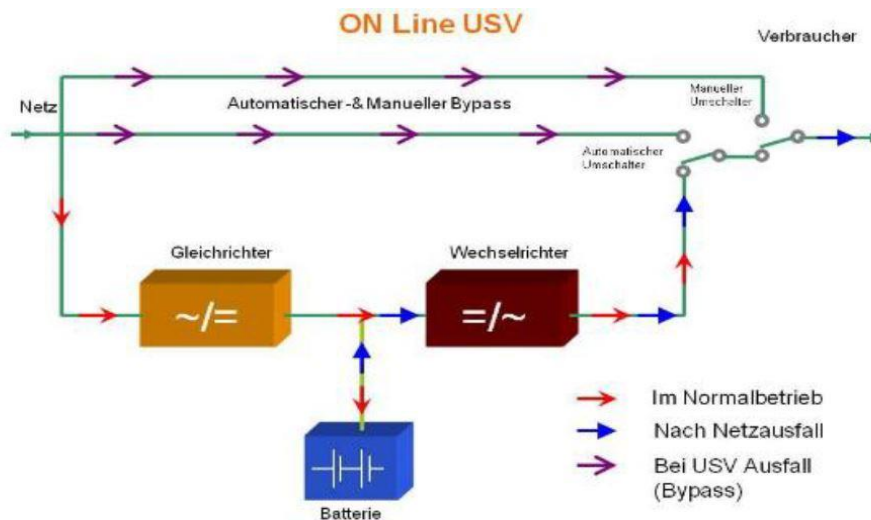 ON Line USV
Verbraucher
Netz
Automatischer -& Manueller Bypass
Manueller
Umschalter
Automatischer
Umschalter
Gleichrichter
Wechselrichter
~/=
=/~
Im Normalbetrieb
Nach Netzausfall
Bei USV Ausfall
(Bypass)
Batterie